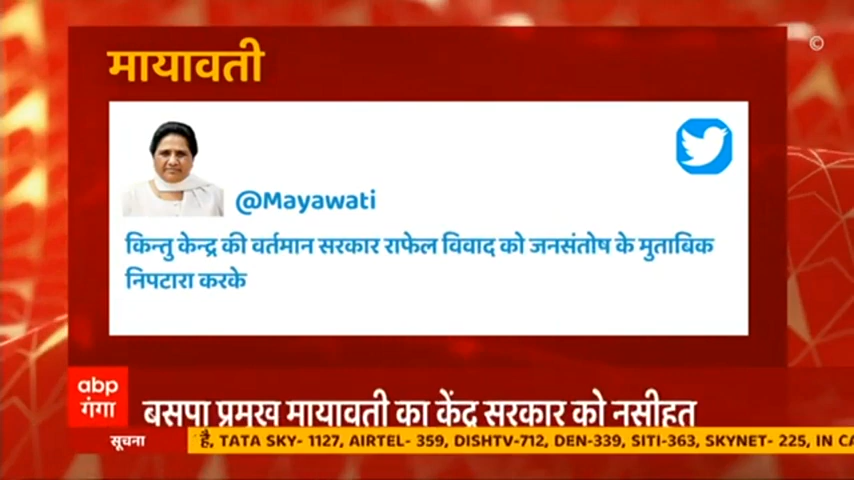 ©
मायावती
@Mayawati
किन्तु केन्द्र की वर्तमान सरकार राफेल विवाद को जनसंतोष के मुताबिक
निपटारा करके
abp
गंगा
बसपा प्रमुख मायावती का केंद्र सरकार को नसीहत
सूचना
है, TATA SKY- 1127, AIRTEL- 359, DISHTV-712, DEN-339, SITI-363, SKYNET- 225, IN CA